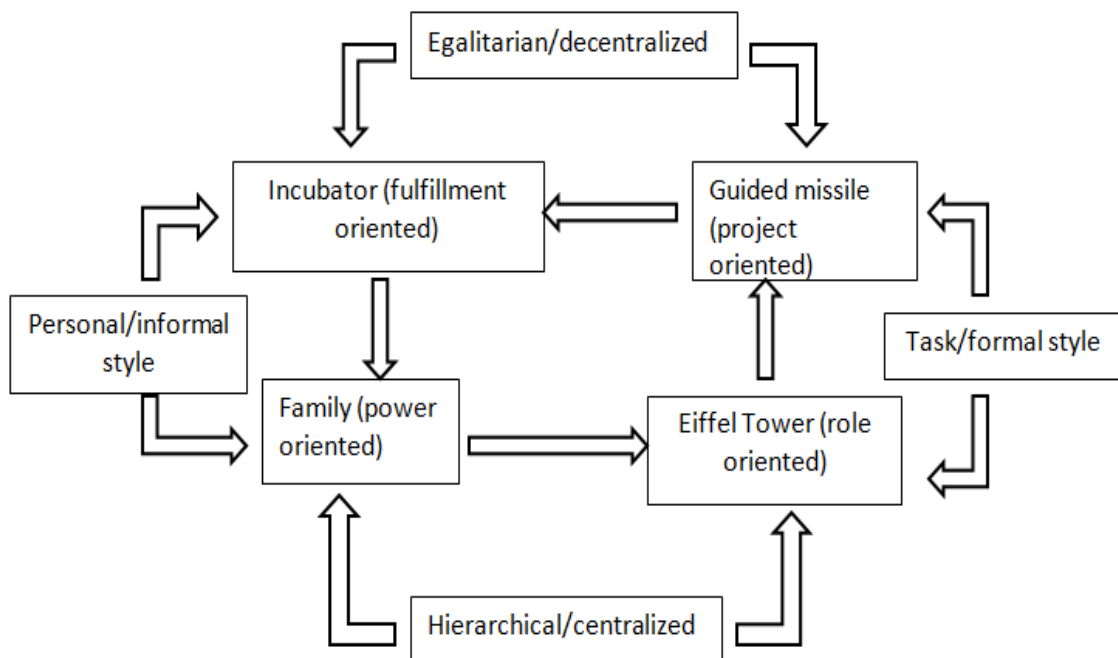 Egalitarian/decentralized
Incubator (fulfillment
oriented)
Guided missile
(project
oriented)
Personal/informal
style
Task/formal style
Family (power
oriented)
Eiffel Tower (role
oriented)
Hierarchical/centralized